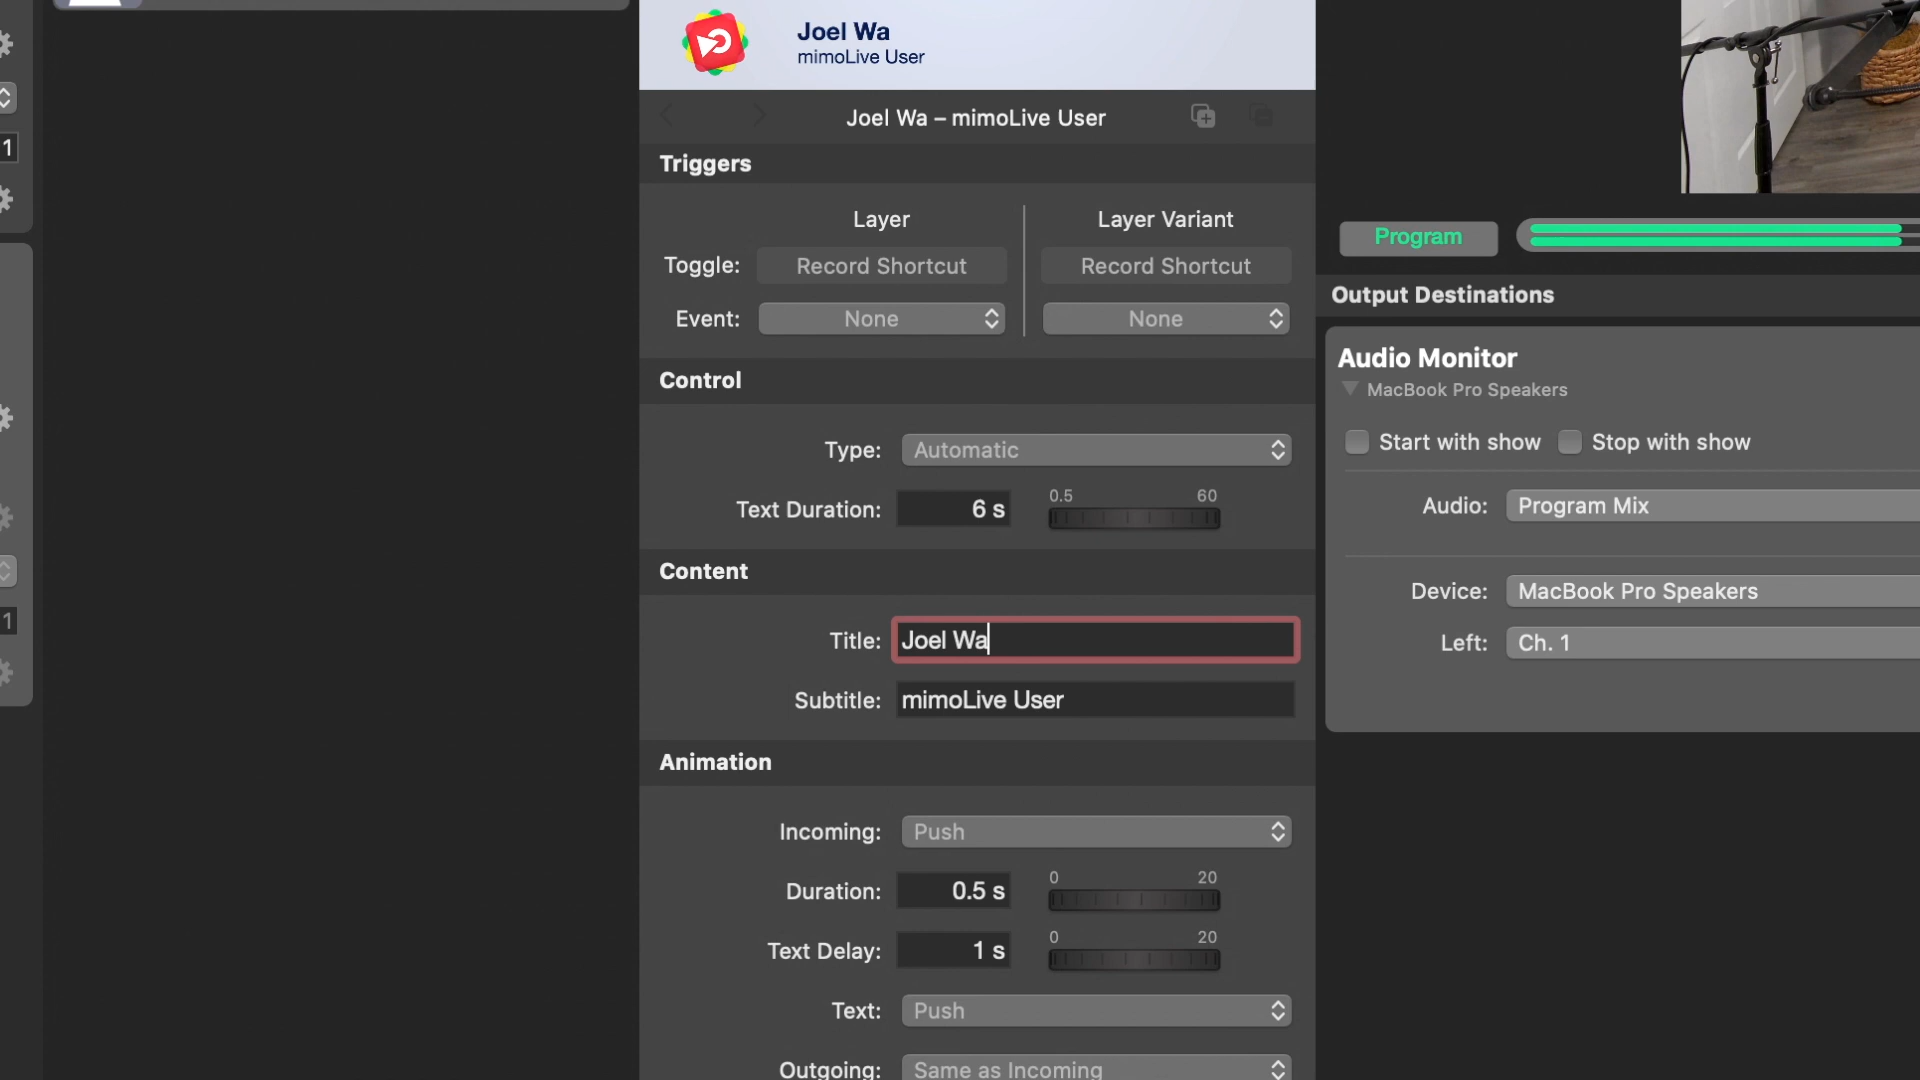 Joel Wa
mimoLive User
Joel Wa – mimoLive User
Triggers
Layer
Layer Variant
Toggle:
Record Shortcut
Record Shortcut
Event:
None
None
Control
Type:
Automatic
Text Duration:
6 s
0.5
60
Content
Title:
Joel Wa
Subtitle:
mimoLive User
Animation
Incoming:
Push
Duration:
0.5 s
0
20
Text Delay:
1 s
0
20
Text:
Push
Outgoing:
Same as Incoming
1
1
Program
Output Destinations
Audio Monitor
MacBook Pro Speakers
Start with show
Stop with show
Audio:
Program Mix
Device:
MacBook Pro Speakers
Left:
Ch. 1